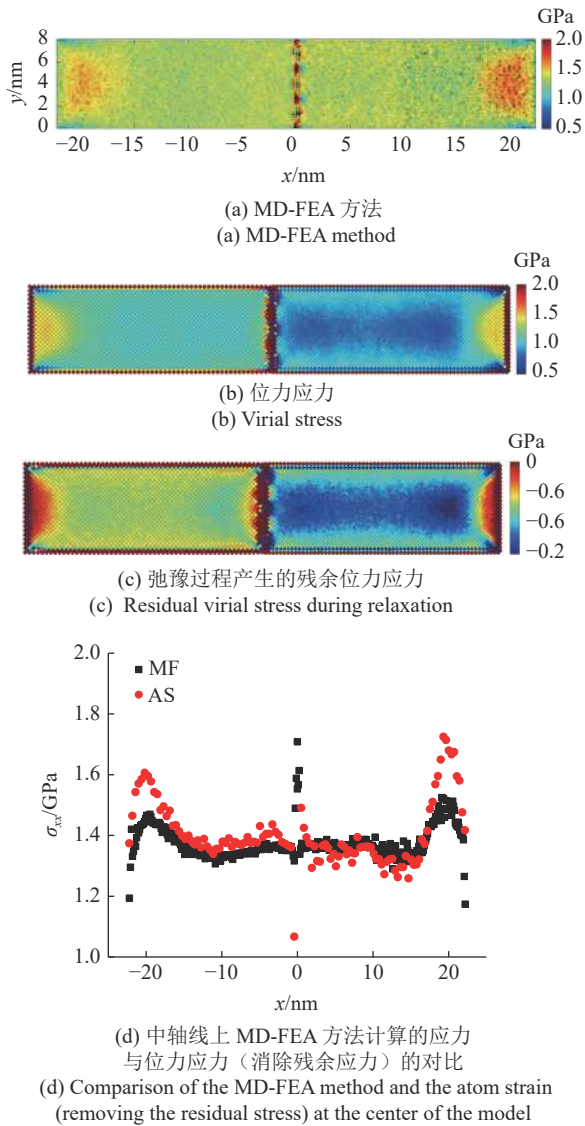 GPa
8
6
4
2
0
y/nm
2.0
1.5
1.0
0.5
−20 −15 −10 −5 0 5 10 15 20
x/nm
(a) MD-FEA 方法
(a) MD-FEA method
GPa
2.0
1.5
1.0
0.5
(b) 位力应力
(b) Virial stress
GPa
0
−0.6
−0.6
−0.2
(c) 弛豫过程产生的残余位力应力
(c) Residual virial stress during relaxation
2.0
1.8
1.6
1.4
1.2
1.0
σxx/GPa
MF
AS
−20 −10 0 10 20
x/nm
(d) 中轴线上 MD-FEA 方法计算的应力
与位力应力（消除残余应力）的对比
(d) Comparison of the MD-FEA method and the atom strain
(removing the residual stress) at the center of the model